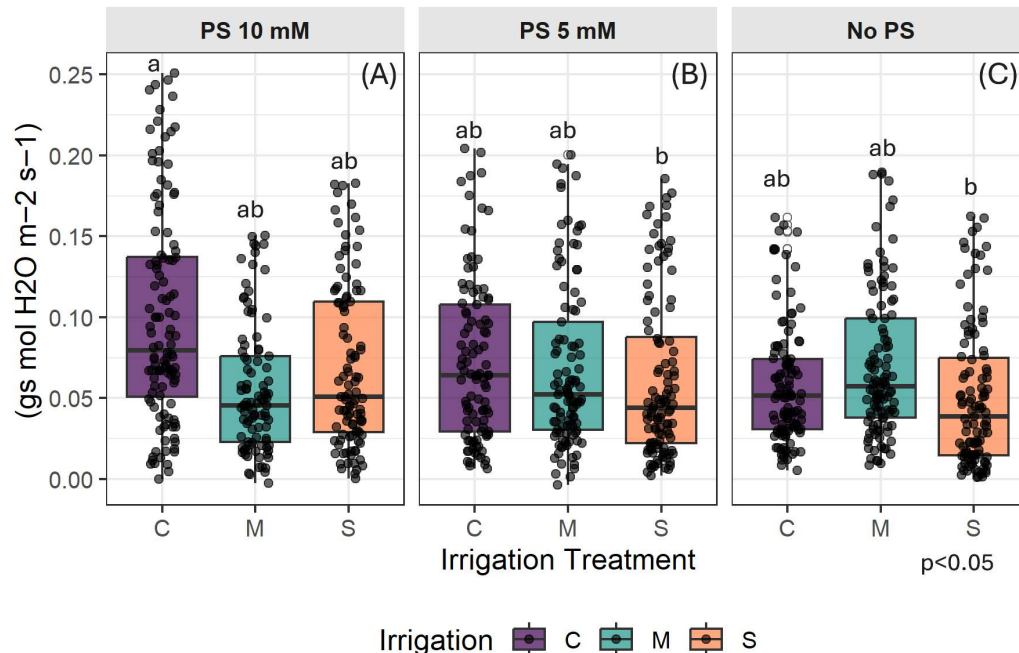 PS 10 mM PS 5 mM No PS
(A) (B) (C)
a ab ab ab ab b ab ab b
(gs mol H2O m−2 s−1)
0.25
0.20
0.15
0.10
0.05
0.00
C M S C M S C M S
Irrigation Treatment
p<0.05
Irrigation C M S